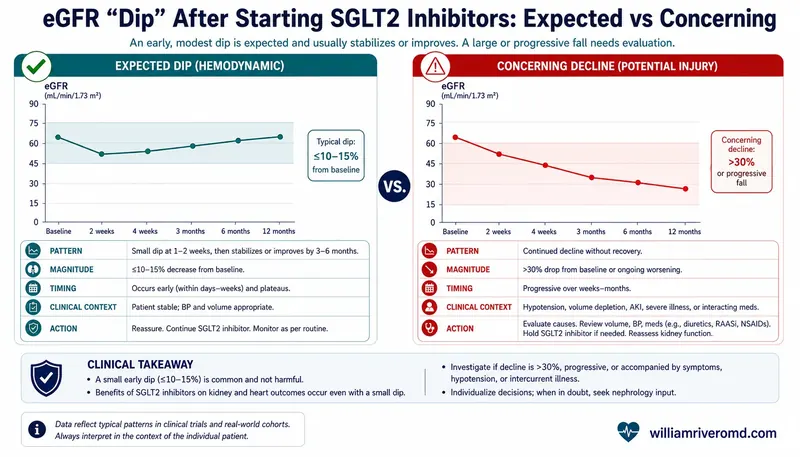 eGFR “Dip” After Starting SGLT2 Inhibitors: Expected vs Concerning
An early, modest dip is expected and usually stabilizes or improves. A large or progressive fall needs evaluation.
EXPECTED DIP (HEMODYNAMIC)
eGFR
(mL/min/1.73 m²)
90
75
60
45
30
15
0
Baseline 2 weeks 4 weeks 3 months 6 months 12 months
Typical dip:
≤10–15%
from baseline
PATTERN Small dip at 1–2 weeks, then stabilizes or improves by 3–6 months.
MAGNITUDE ≤10–15% decrease from baseline.
TIMING Occurs early (within days–weeks) and plateaus.
CLINICAL CONTEXT Patient stable; BP and volume appropriate.
ACTION Reassure. Continue SGLT2 inhibitor. Monitor as per routine.
VS.
CONCERNING DECLINE (POTENTIAL INJURY)
eGFR
(mL/min/1.73 m²)
90
75
60
45
30
15
0
Baseline 2 weeks 4 weeks 3 months 6 months 12 months
Concerning
decline:
>30%
or progressive
fall
PATTERN Continued decline without recovery.
MAGNITUDE >30% drop from baseline or ongoing worsening.
TIMING Progressive over weeks–months.
CLINICAL CONTEXT Hypotension, volume depletion, AKI, severe illness, or interacting meds.
ACTION Evaluate causes. Review volume, BP, meds (e.g., diuretics, RAASi, NSAIDs).
Hold SGLT2 inhibitor if needed. Reassess kidney function.
CLINICAL TAKEAWAY
• A small early dip (≤10–15%) is common and not harmful.
• Benefits of SGLT2 inhibitors on kidney and heart outcomes occur even with a small dip.
• Investigate if decline is >30%, progressive, or accompanied by symptoms,
hypotension, or intercurrent illness.
• Individualize decisions; when in doubt, seek nephrology input.
i
Data reflect typical patterns in clinical trials and real-world cohorts.
Always interpret in the context of the individual patient.
williamriveromd.com